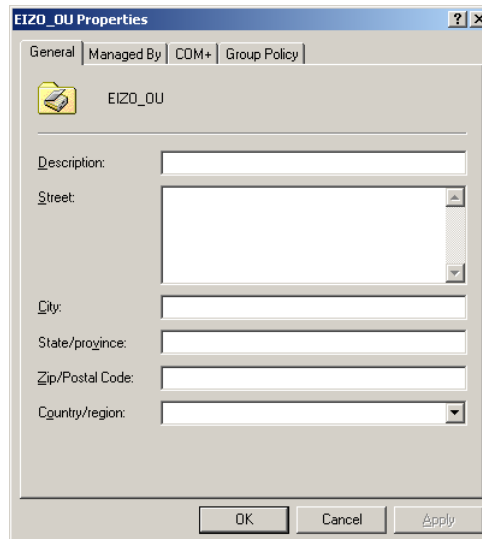 EIZO_OU Properties
General Managed By COM+ Group Policy
EIZO_OU
Description:
Street:
City:
State/province:
Zip/Postal Code:
Country/region:
OK Cancel Apply